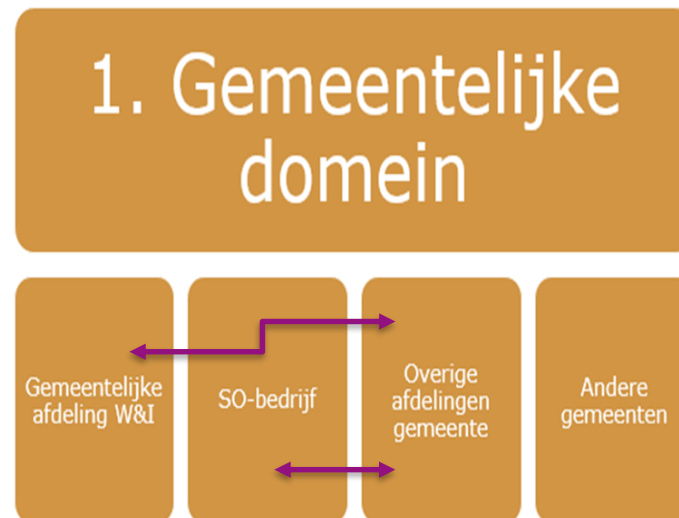 1. Gemeentelijke
domein
Gemeentelijke
afdeling W&I
SO-bedrijf
Overige
afdelingen
gemeente
Andere
gemeenten